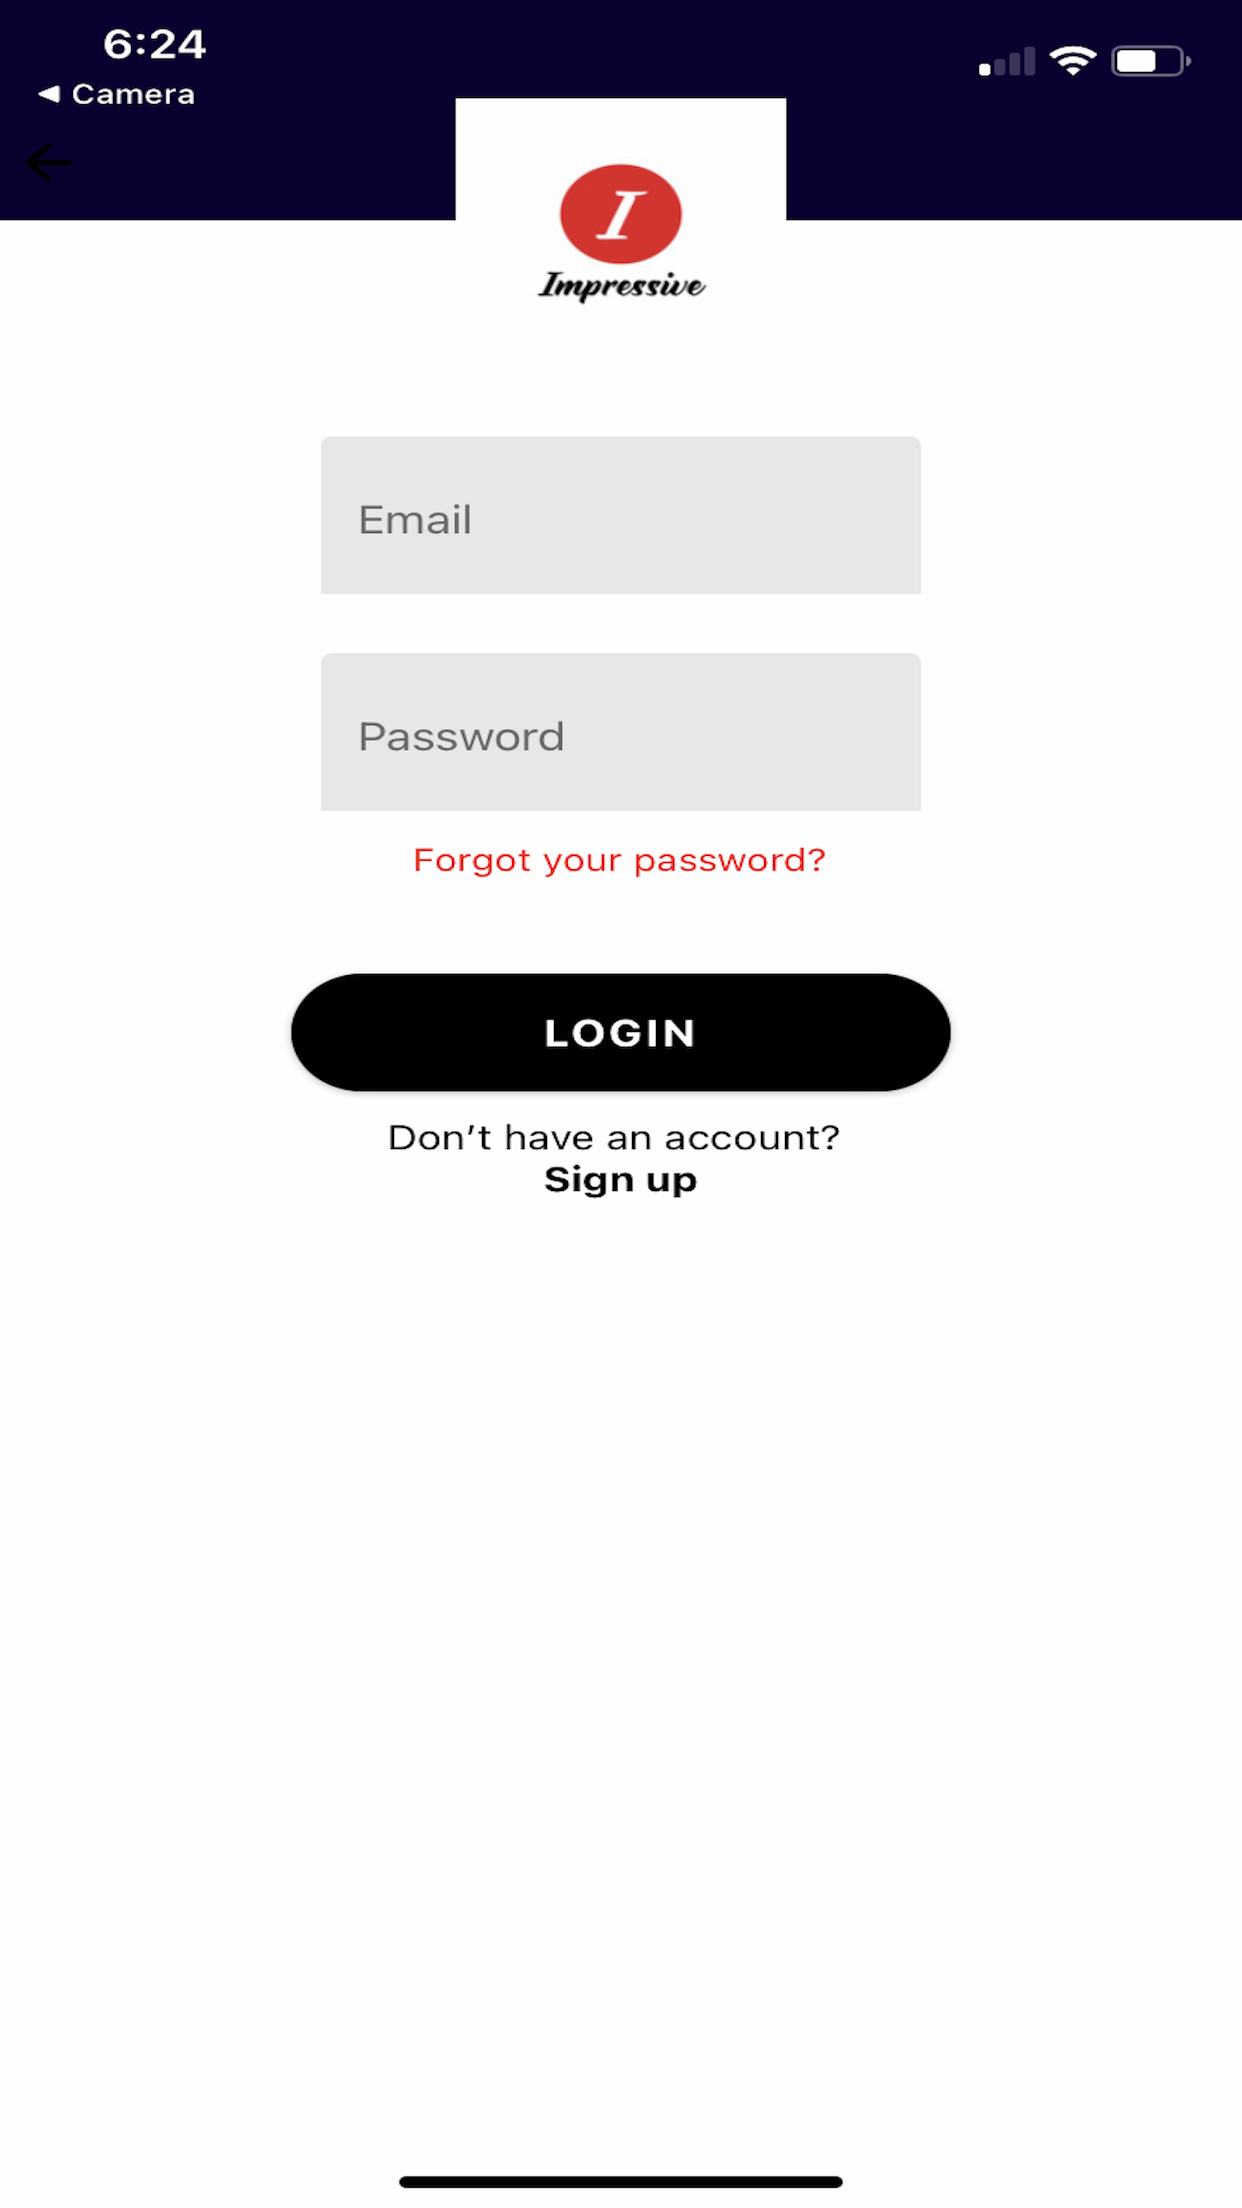 6:24
◀ Camera
I
Impressive
Email
Password
Forgot your password?
LOGIN
Don't have an account?
Sign up